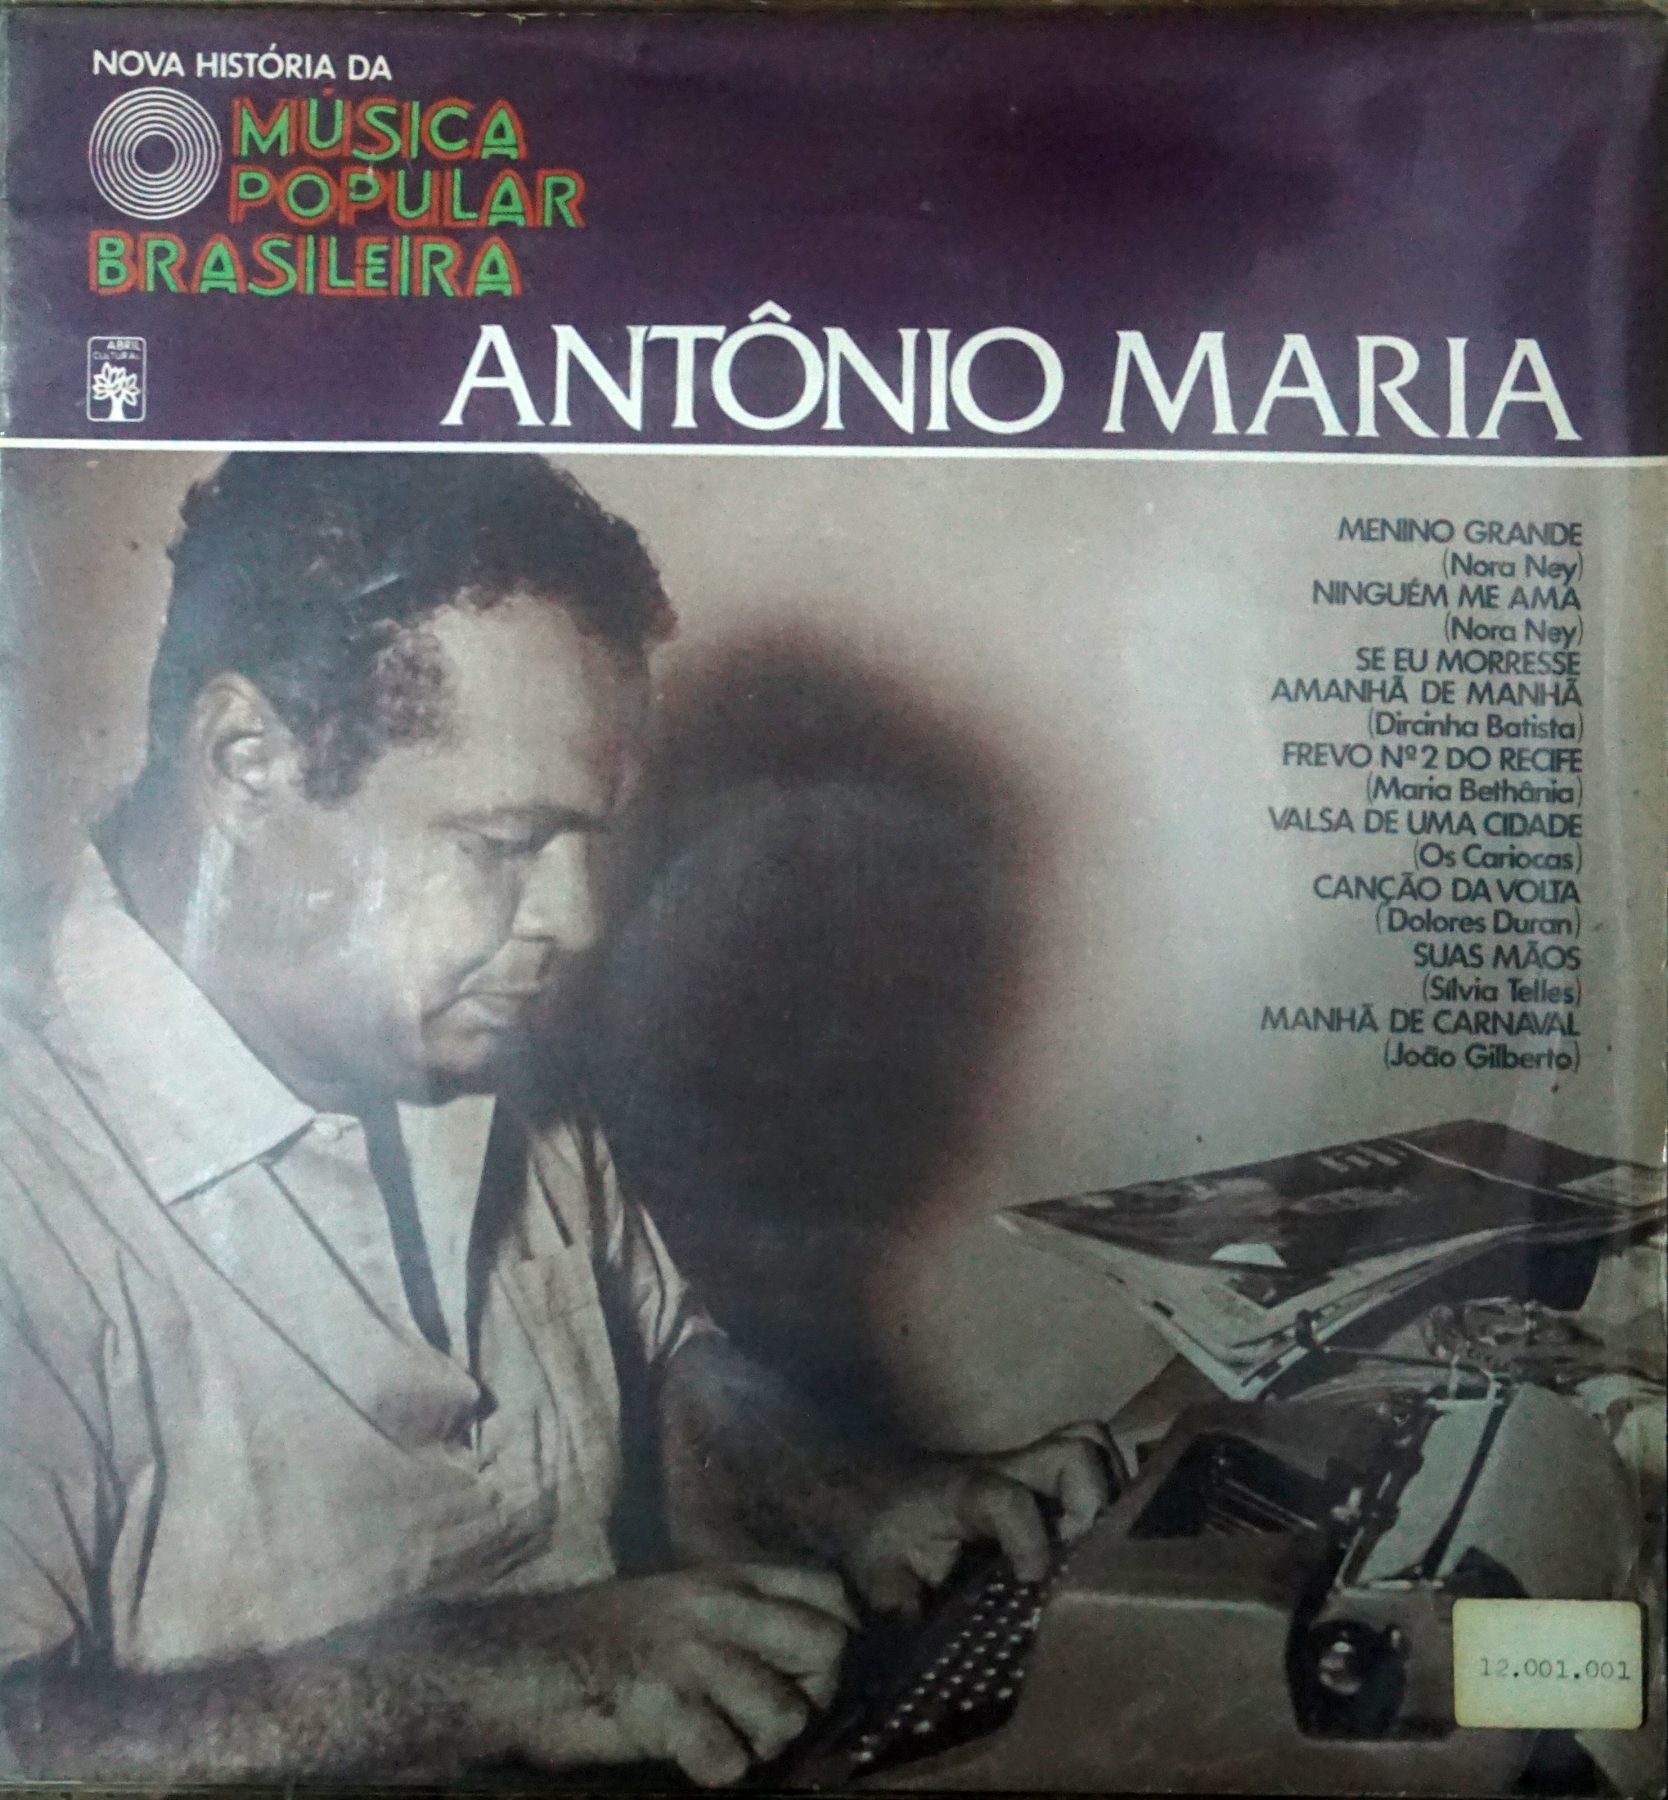 NOVA HISTÓRIA DA
MÚSICA
POPULAR
BRASILEIRA
ABRIL
CULTURAL
ANTÔNIO MARIA
MENINO GRANDE
(Nora Ney)
NINGUÉM ME AMA
(Nora Ney)
SE EU MORRESSE
AMANHÃ DE MANHÃ
(Dircinha Batista)
FREVO Nº 2 DO RECIFE
(Maria Bethânia)
VALSA DE UMA CIDADE
(Os Cariocas)
CANÇÃO DA VOLTA
(Dolores Duran)
SUAS MÃOS
(Sílvia Telles)
MANHÃ DE CARNAVAL
(João Gilberto)
12.001.001